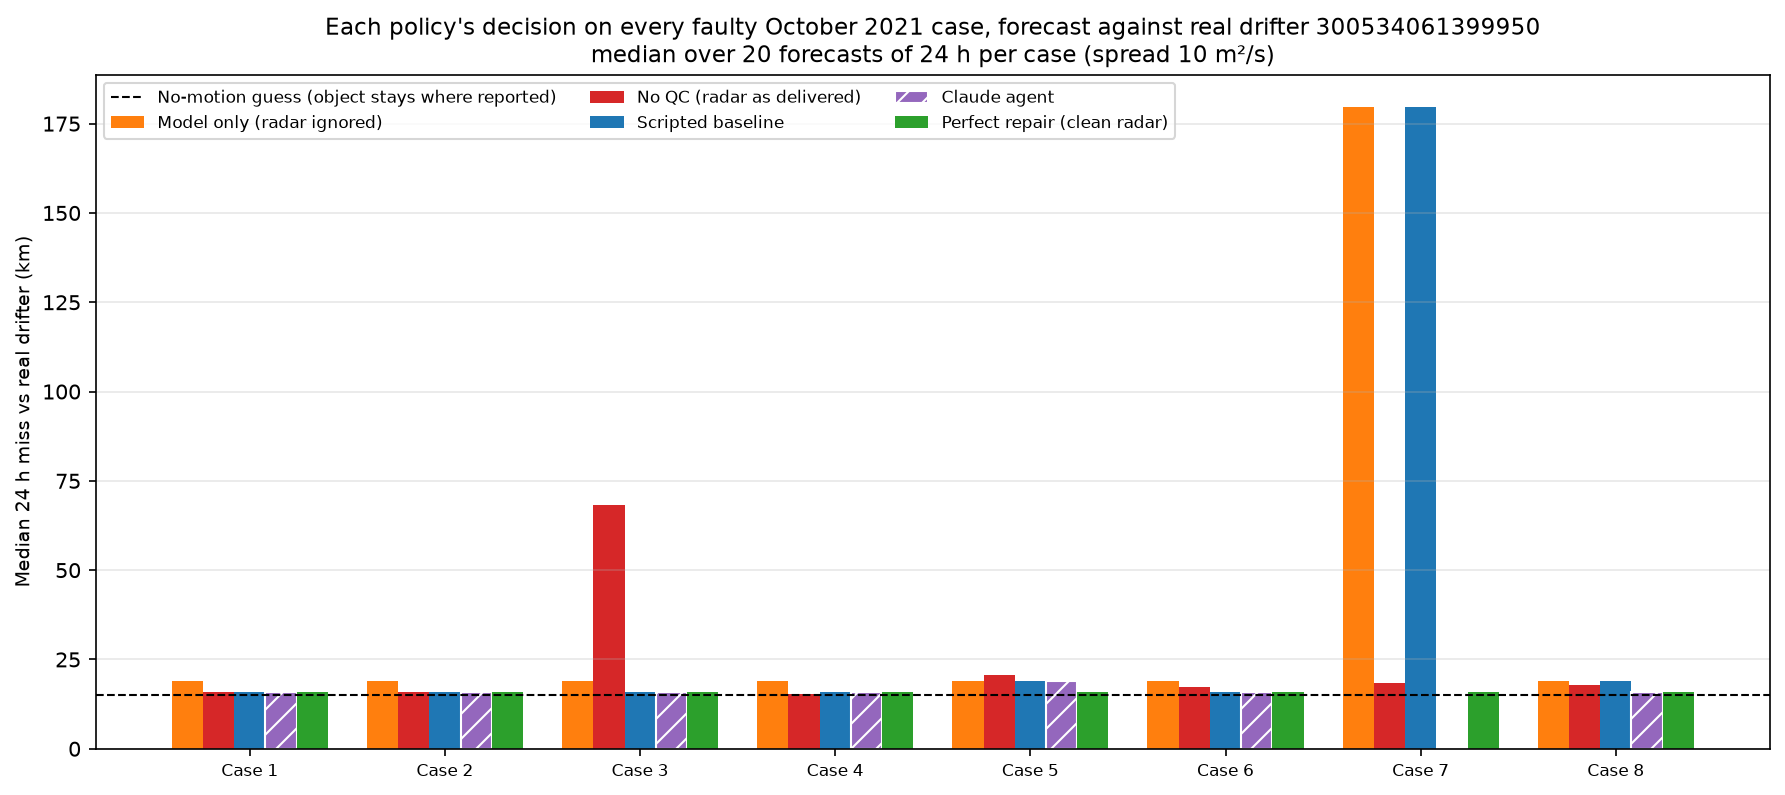 Each policy's decision on every faulty October 2021 case, forecast against real drifter 300534061399950
median over 20 forecasts of 24 h per case (spread 10 m²/s)
No-motion guess (object stays where reported)
Model only (radar ignored)
No QC (radar as delivered)
Scripted baseline
Claude agent
Perfect repair (clean radar)
Median 24 h miss vs real drifter (km)
175
150
125
100
75
50
25
0
Case 1
Case 2
Case 3
Case 4
Case 5
Case 6
Case 7
Case 8